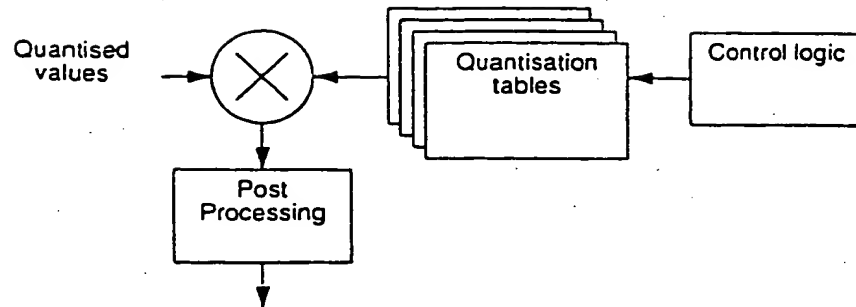 Quantised
values
Quantisation
tables
Control logic
Post
Processing